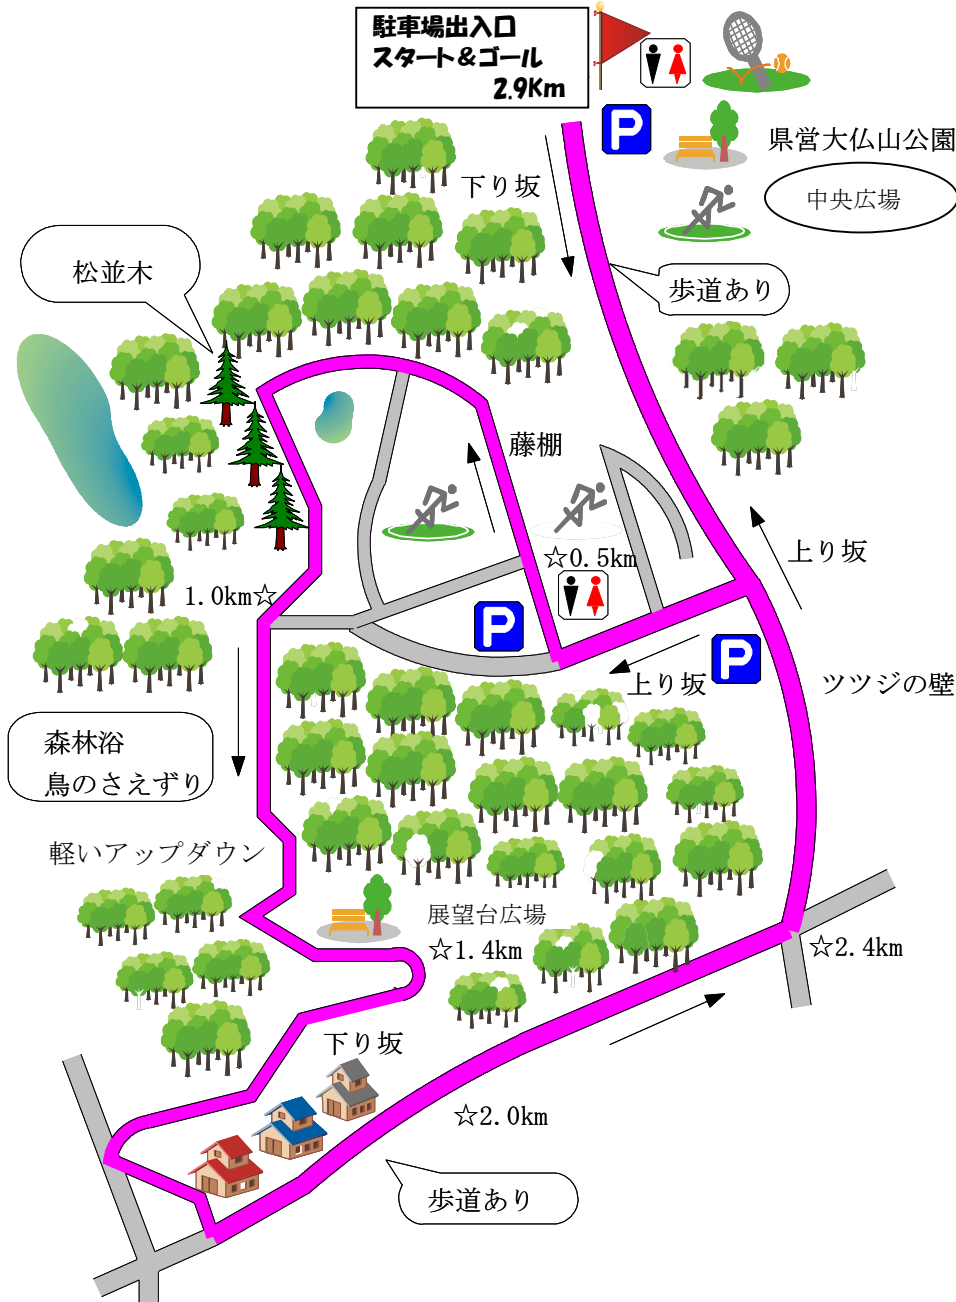 駐車場出入口
スタート&ゴール
2.9Km
P
県営大仏山公園
中央広場
下り坂
松並木
歩道あり
藤棚
☆0.5km
上り坂
1.0km☆
P
P
上り坂
ツツジの壁
森林浴
鳥のさえずり
軽いアップダウン
展望台広場
☆1.4km
☆2.4km
下り坂
☆2.0km
歩道あり